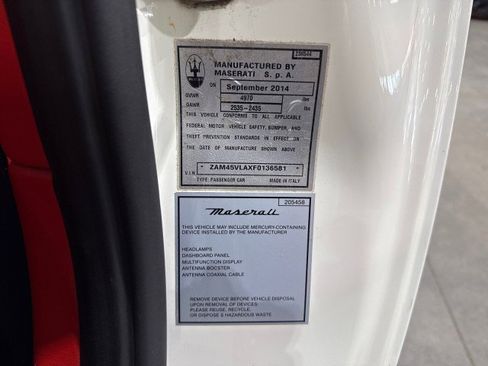 239544
MANUFACTURED BY
MASERATI S. p. A.
ON September 2014
GVWR 4970 lbs
GAWR 2535-2435 lbs
THIS VEHICLE CONFORMS TO ALL APPLICABLE
FEDERAL MOTOR VEHICLE SAFETY, BUMPER, AND
THEFT PREVENTION STANDARDS IN EFFECT ON
THE DATE OF MANUFACTURE SHOWN ABOVE
V.I.N. ZAM45VLAXF0136581
TYPE: PASSENGER CAR MADE IN ITALY
205458
Maserati
THIS VEHICLE MAY INCLUDE MERCURY-CONTAINING
DEVICE INSTALLED BY THE MANUFACTURER
HEADLAMPS
DASHBOARD PANEL
MULTIFUNCTION DISPLAY
ANTENNA BOOSTER
ANTENNA COAXIAL CABLE
REMOVE DEVICE BEFORE VEHICLE DISPOSAL
UPON REMOVAL OF DEVICES
PLEASE REUSE, RECYCLE,
OR DISPOSE S HAZARDOUS WASTE